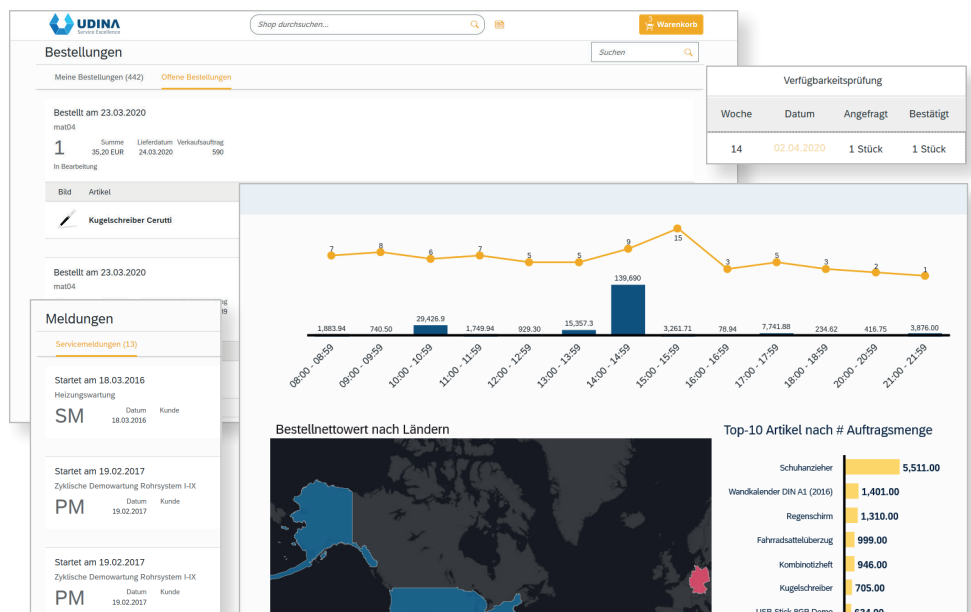 UDINA
Service Excellence
Shop durchsuchen...
3
Warenkorb
Bestellungen
Suchen
Meine Bestellungen (442) Offene Bestellungen
Bestellt am 23.03.2020
mat04
1 Summe Lieferdatum Verkaufsauftrag
35,20 EUR 24.03.2020 590
In Bearbeitung
Bild Artikel
Kugelschreiber Cerutti
Bestellt am 23.03.2020
mat04
Verfügbarkeitsprüfung
Woche Datum Angefragt Bestätigt
14 02.04.2020 1 Stück 1 Stück
Meldungen
Servicemeldungen (13)
Startet am 18.03.2016
Heizungswartung
SM Datum Kunde
18.03.2016
Startet am 19.02.2017
Zyklische Demowartung Rohrsystem I-IX
PM Datum Kunde
19.02.2017
Startet am 19.02.2017
Zyklische Demowartung Rohrsystem I-IX
PM Datum Kunde
19.02.2017
7 8 6 7 5 5 9 15 3 5 3 2 1
1,883.94 740.50 29,426.9 1,749.94 929.30 15,357.3 139,690 3,261.71 78.94 7,741.88 234.62 416.75 3,876.00
08:00 - 08:59 09:00 - 09:59 10:00 - 10:59 11:00 - 11:59 12:00 - 12:59 13:00 - 13:59 14:00 - 14:59 15:00 - 15:59 16:00 - 16:59 17:00 - 17:59 18:00 - 18:59 20:00 - 20:59 21:00 - 21:59
Bestellnettowert nach Ländern
Top-10 Artikel nach # Auftragsmenge
Schuhanzieher 5,511.00
Wandkalender DIN A1 (2016) 1,401.00
Regenschirm 1,310.00
Fahrradsattelüberzug 999.00
Kombinotizheft 946.00
Kugelschreiber 705.00
USB Stick 8GB Demo 634.00